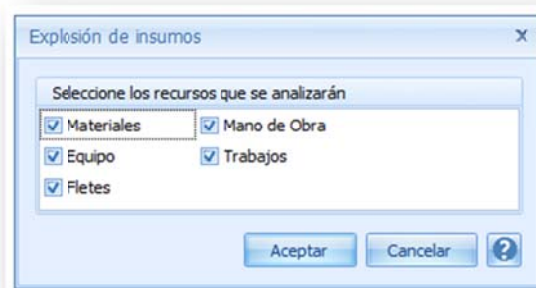 Explosión de insumos
Seleccione los recursos que se analizarán
Materiales Mano de Obra
Equipo Trabajos
Fletes
Aceptar Cancelar ?